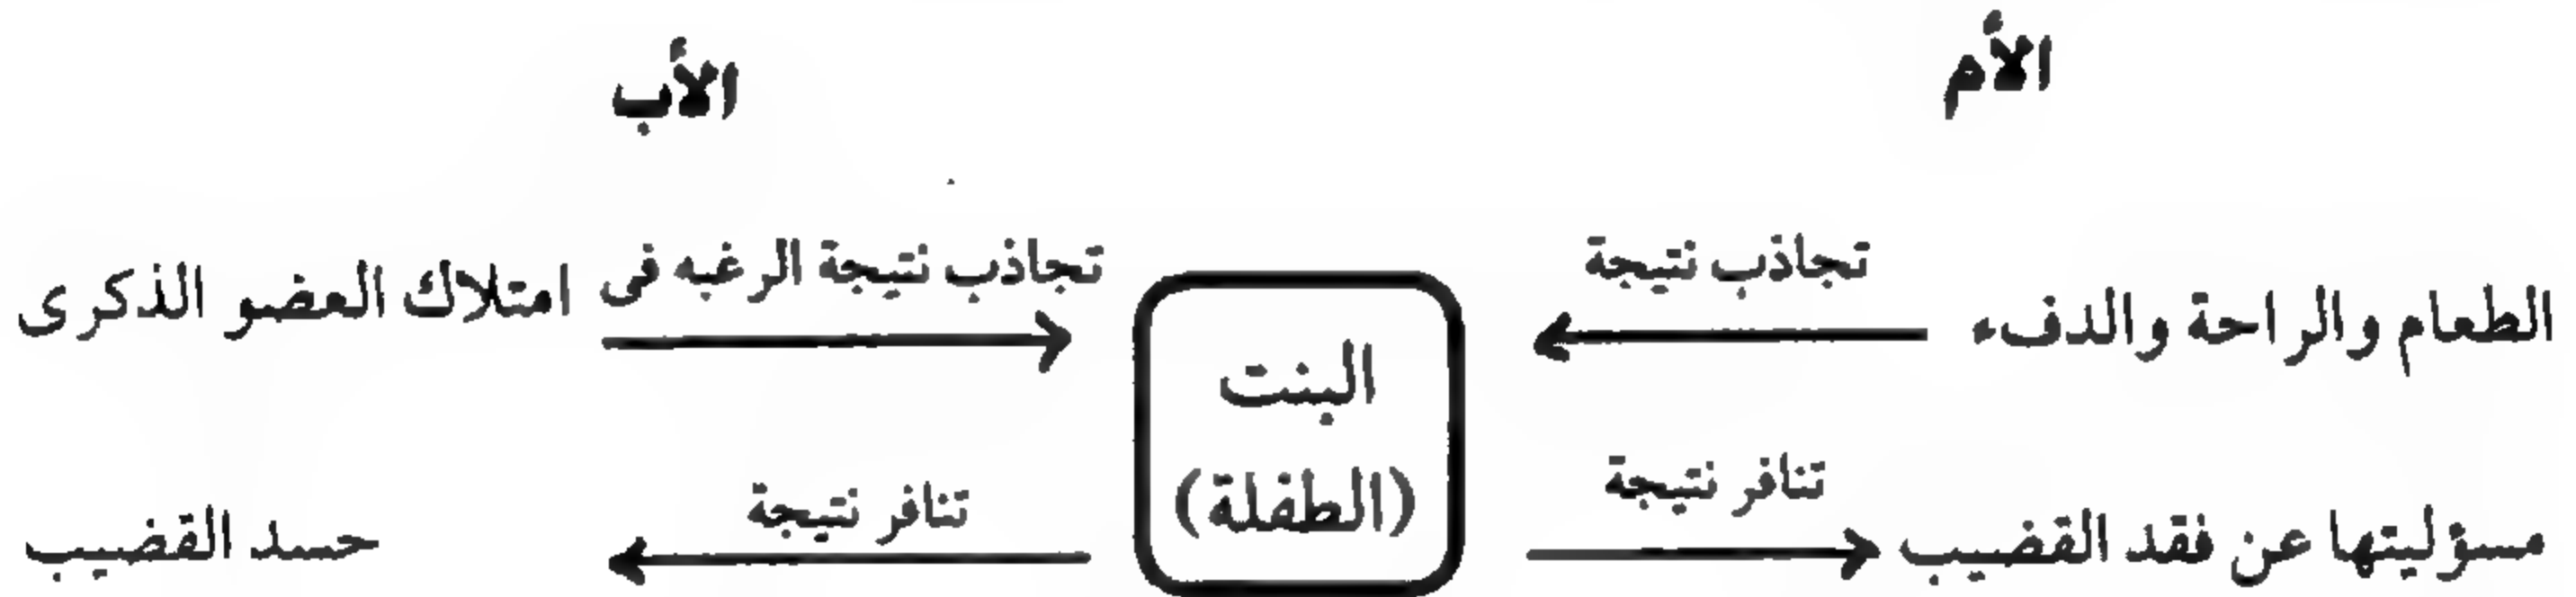 الأم
الأب
تجاذب نتيجة
الطعام والراحة والدفء
تجاذب نتيجة الرغبه فى
امتلاك العضو الذكرى
البنت
(الطفلة)
تنافر نتيجة
مسؤليتها عن فقد القضيب
تنافر نتيجة
حسد القضيب